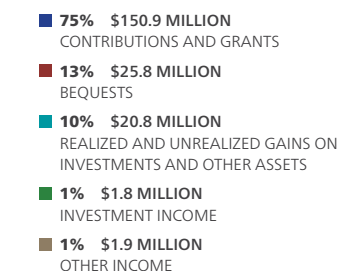 75% $150.9 MILLION
CONTRIBUTIONS AND GRANTS
13% $25.8 MILLION
BEQUESTS
10% $20.8 MILLION
REALIZED AND UNREALIZED GAINS ON
INVESTMENTS AND OTHER ASSETS
1% $1.8 MILLION
INVESTMENT INCOME
1% $1.9 MILLION
OTHER INCOME